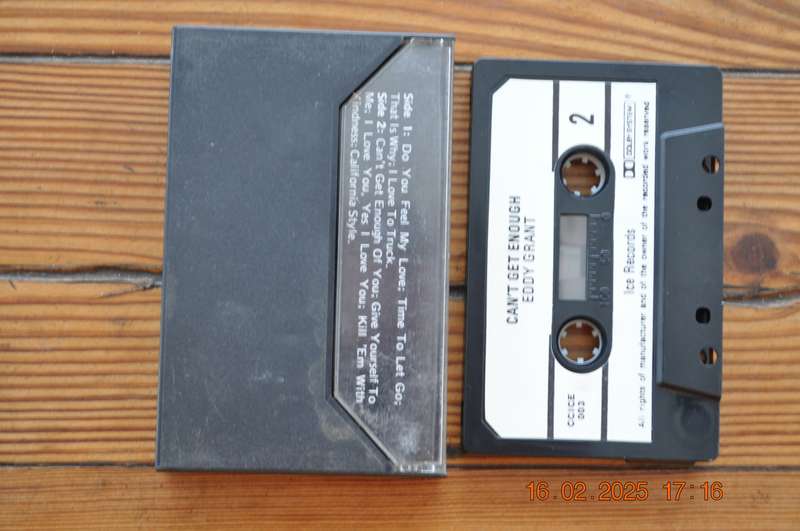 Side 1: Do You Feel My Love; Time To Let Go;
That Is Why; I Love To Truck.
Side 2: Can't Get Enough Of You; Give Yourself To
Me; I Love You, Yes I Love You; Kill 'Em With
Kindness; California Style.
CAN'T GET ENOUGH
EDDY GRANT
2
CCICE
003
Ice Records
DOLBY SYSTEM
All rights of manufacturer and of the owner of the recorded work reserved
16.02.2025 17:16